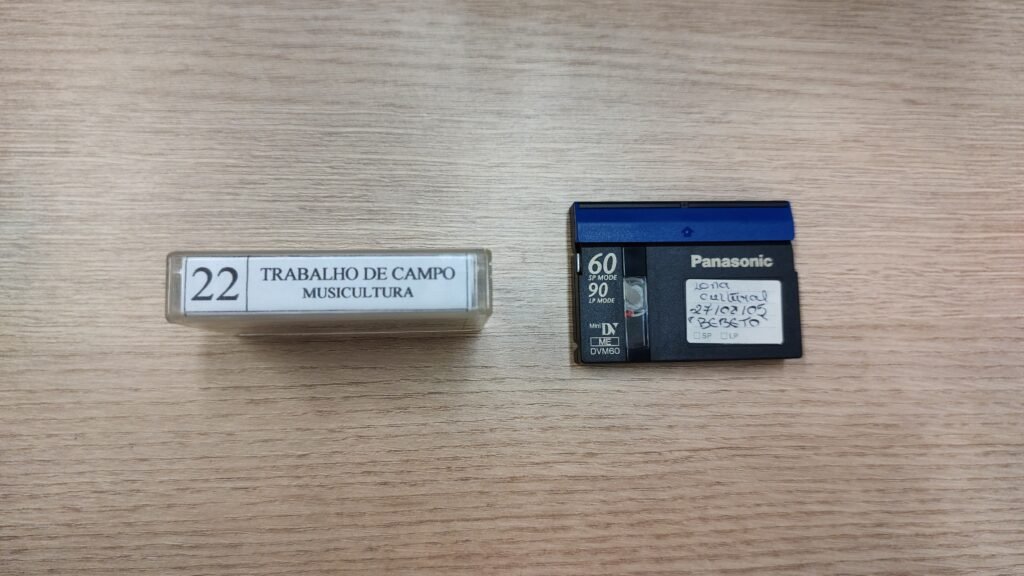 22
TRABALHO DE CAMPO
MUSICULTURA
60
SP MODE
90
LP MODE
Mini DV
ME
DVM60
Panasonic
Lona
cultural
27/08/05
"BEBETO"
SP LP